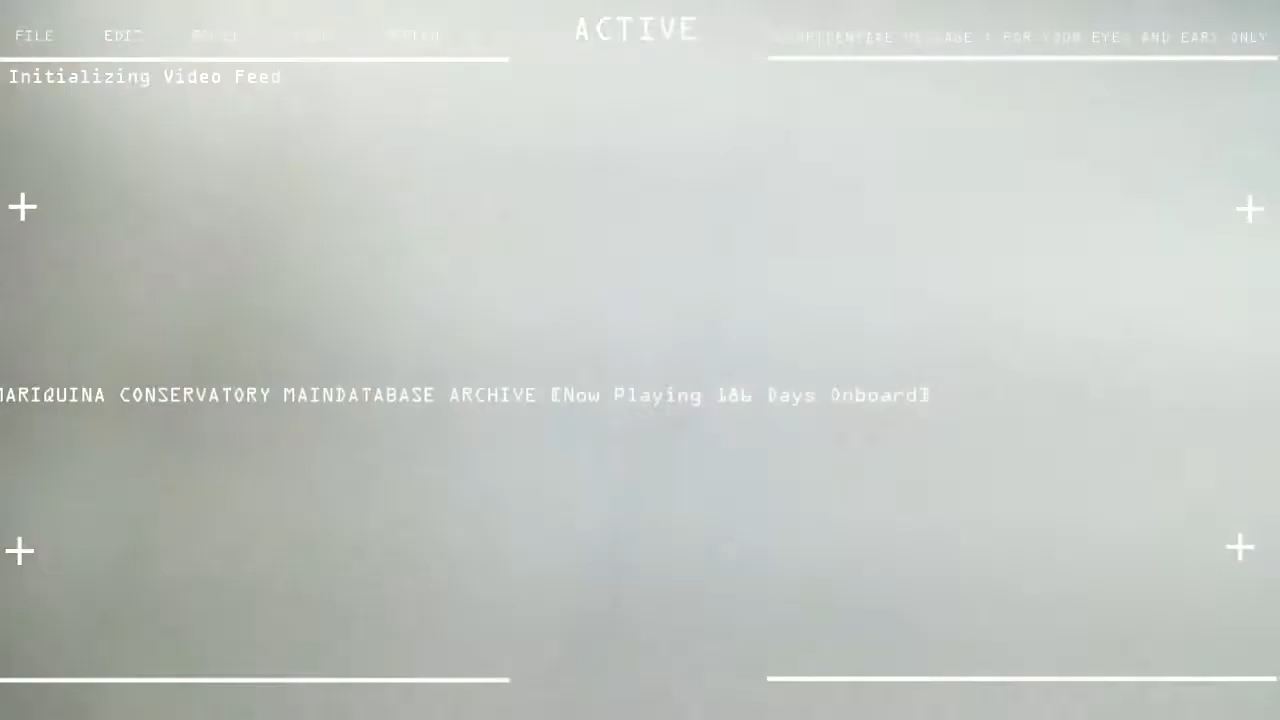 FILE EDIT
ACTIVE
FOR YOUR EYES AND EARS ONLY
Initializing Video Feed
MARIQUINA CONSERVATORY MAINDATABASE ARCHIVE [Now Playing 186 Days Onboard]